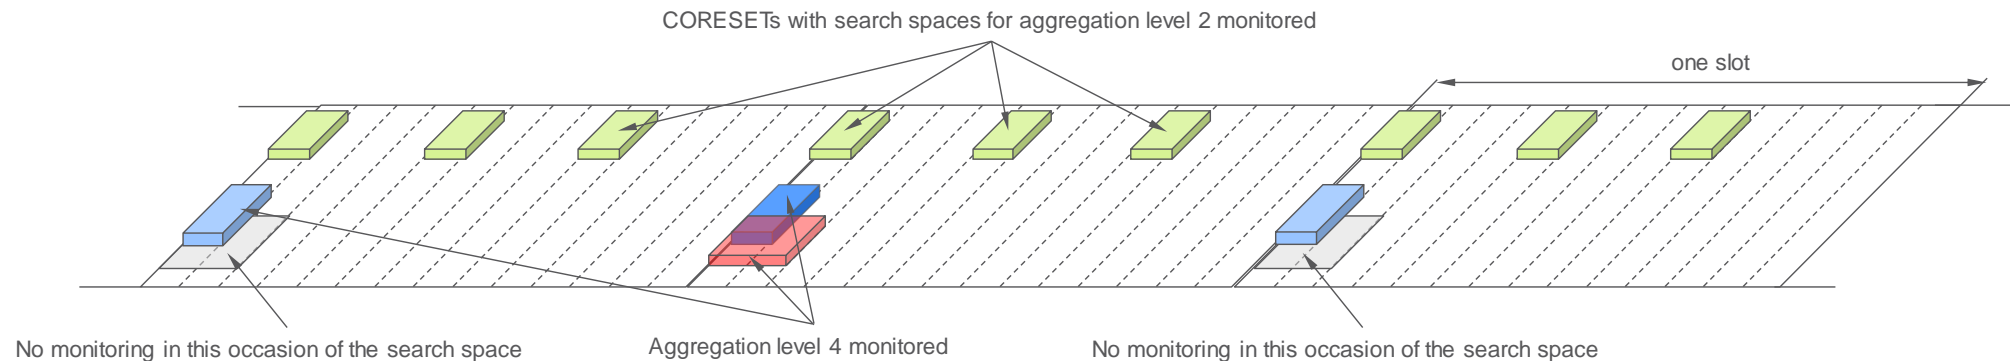 CORESETs with search spaces for aggregation level 2 monitored
one slot
No monitoring in this occasion of the search space
Aggregation level 4 monitored
No monitoring in this occasion of the search space